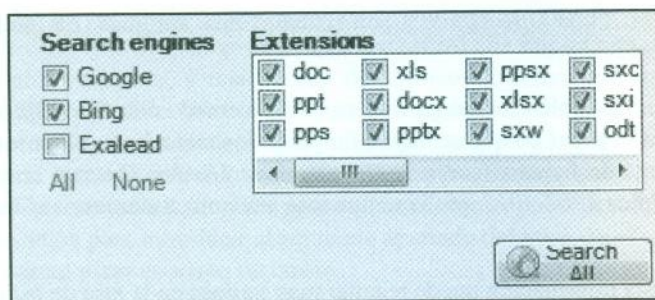 Search engines
Google
Bing
Exalead
All None
Extensions
doc xls ppsx sxc
ppt docx xlsx sxi
pps pptx sxw odt
Search
All